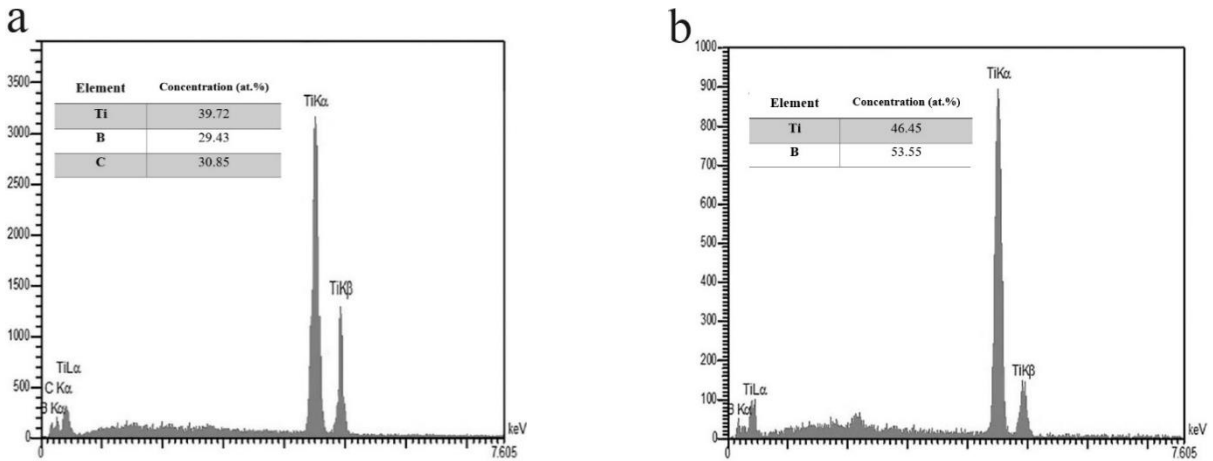 a
3500
3000
2500
2000
1500
1000
500
0
Element Concentration (at.%)
Ti 39.72
B 29.43
C 30.85
TiKα
TiKβ
TiLα
C Kα
B Kα
0
7.605
keV
b
1000
900
800
700
600
500
400
300
200
100
0
Element Concentration (at.%)
Ti 46.45
B 53.55
TiKα
TiKβ
TiLα
B Kα
0
7.605
keV